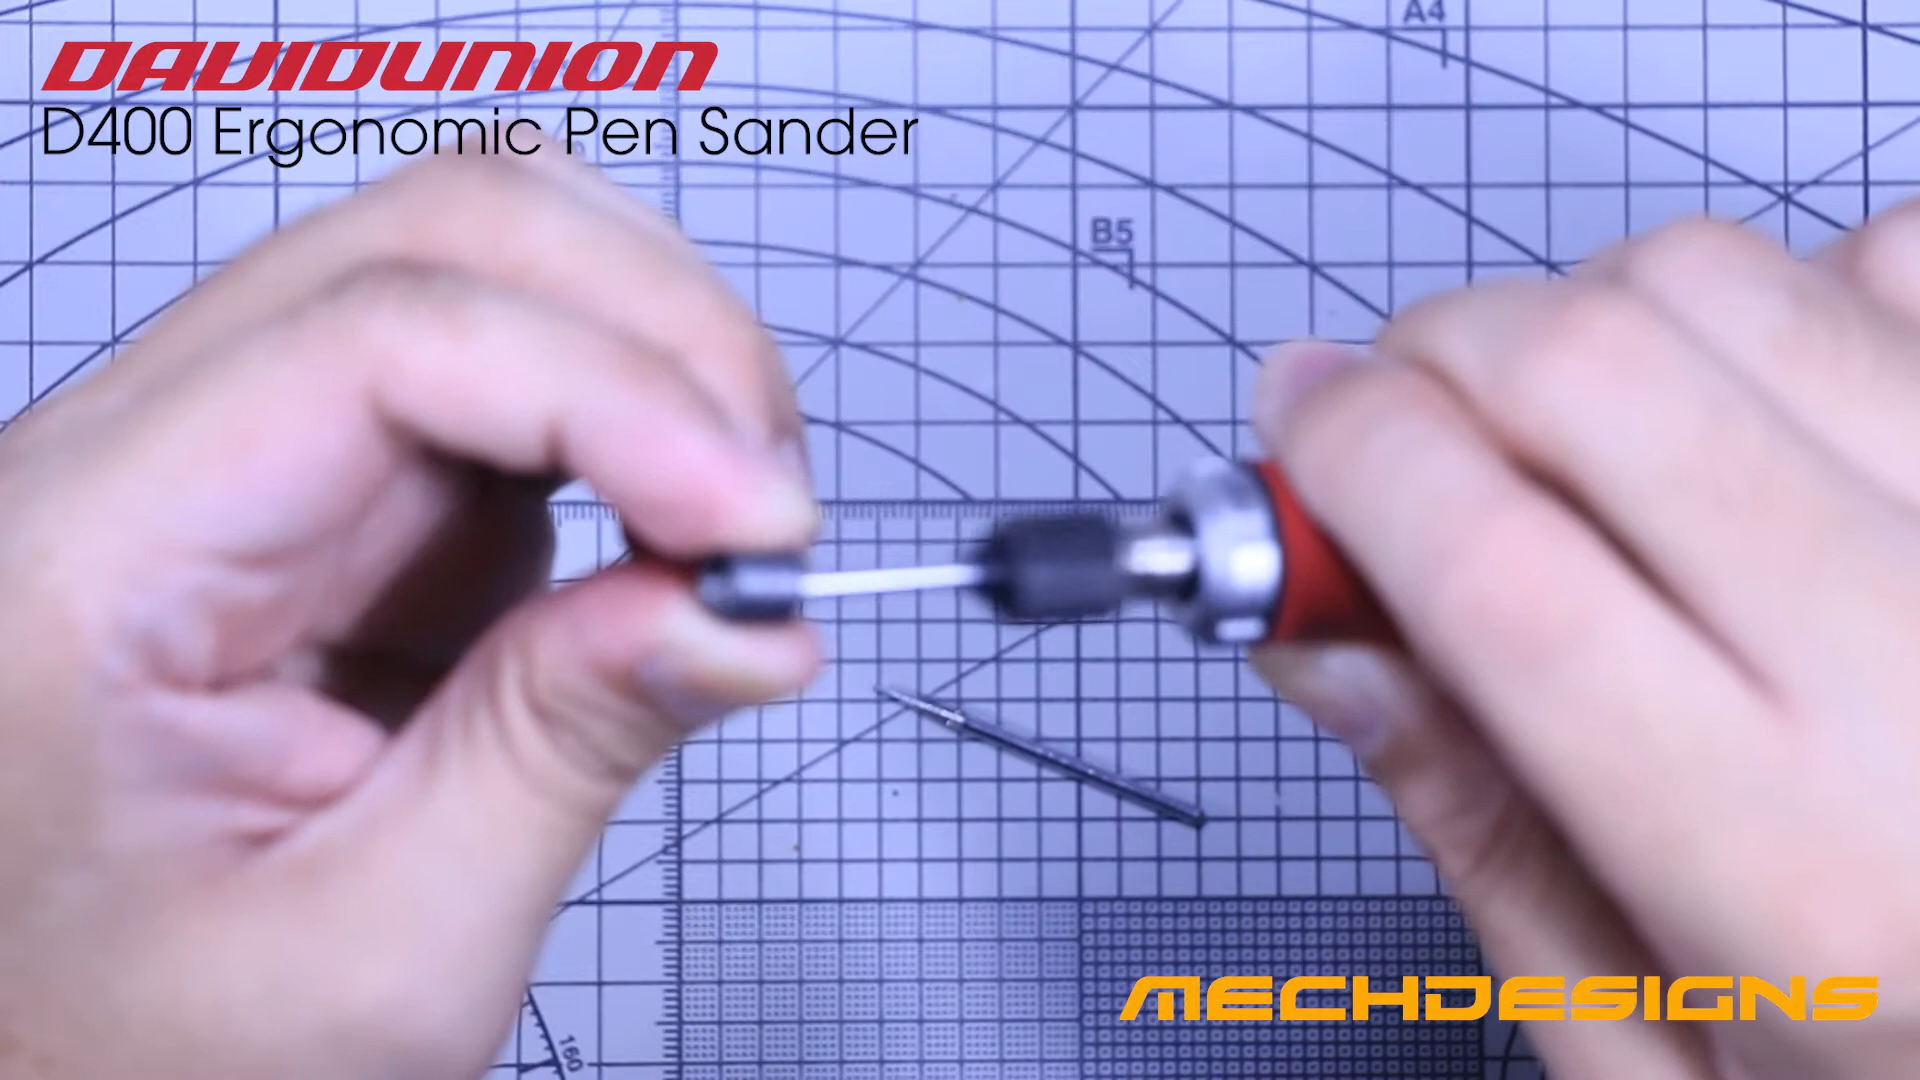 DAVIDUNION
D400 Ergonomic Pen Sander
A4
B5
MECHDESIGNS
160